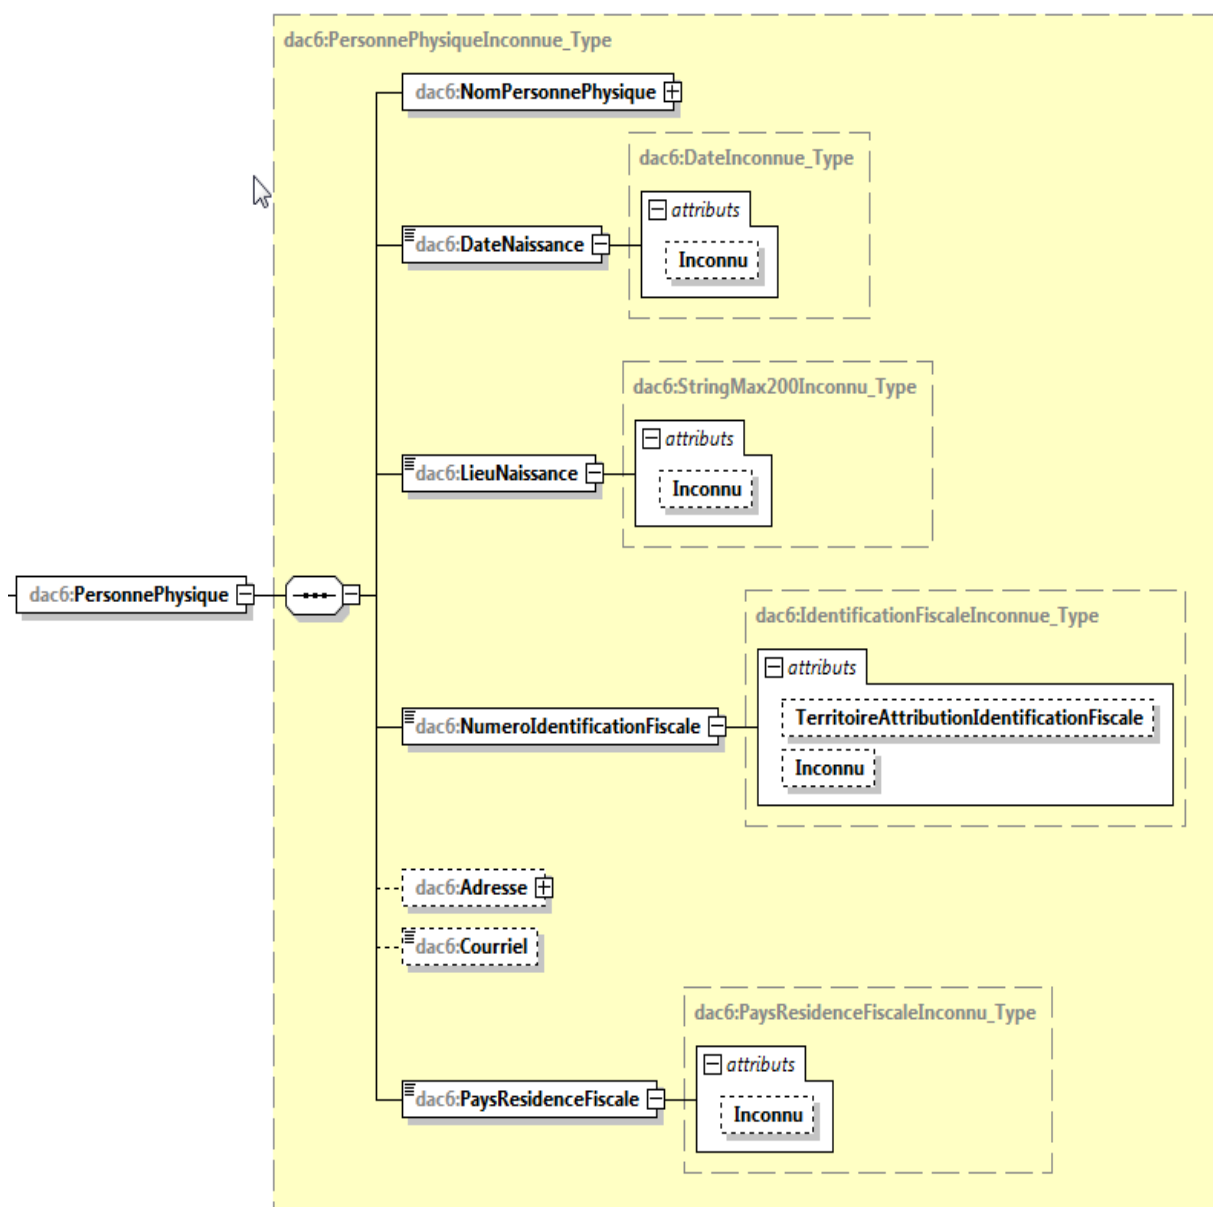 dac6:PersonnePhysiqueInconnue_Type
dac6:NomPersonnePhysique
dac6:DateInconnue_Type
attributs
dac6:DateNaissance
Inconnu
dac6:StringMax200Inconnu_Type
attributs
dac6:LieuNaissance
Inconnu
dac6:PersonnePhysique
dac6:IdentificationFiscaleInconnue_Type
attributs
dac6:NumeroIdentificationFiscale
TerritoireAttributionIdentificationFiscale
Inconnu
dac6:Adresse
dac6:Courriel
dac6:PaysResidenceFiscaleInconnu_Type
attributs
dac6:PaysResidenceFiscale
Inconnu